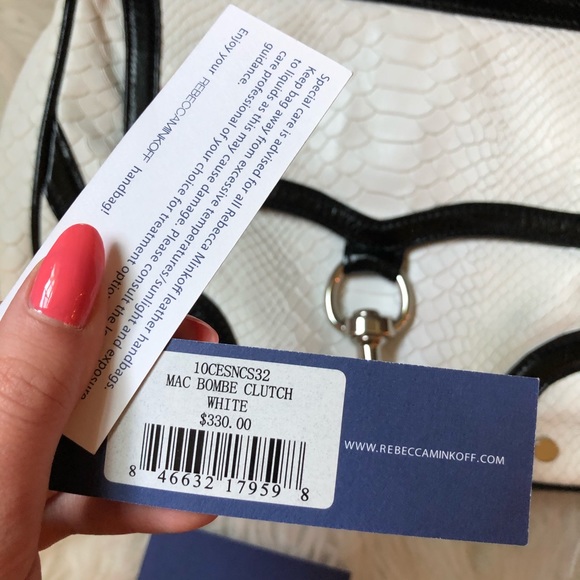 Special care is advised for all Rebecca Minkoff leather handbags.
Keep bag away from excessive temperatures/sunlight and exposure
to liquids as this may cause damage. Please consult the
care professional of your choice for treatment
guidance.
Enjoy your REBECCAMINKOFF handbag!
10CESNCS32
MAC BOMBE CLUTCH
WHITE
$330.00
8 46632 17959 8
WWW.REBECCAMINKOFF.COM